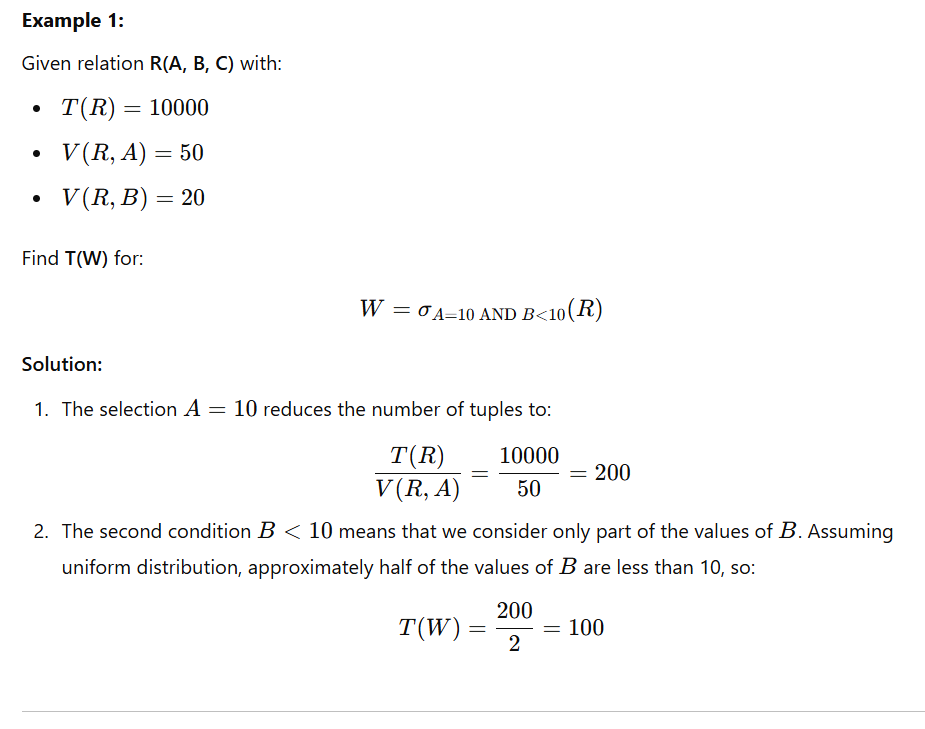 Example 1:
Given relation R(A, B, C) with:
• T(R) = 10000
• V(R, A) = 50
• V(R, B) = 20
Find T(W) for:
W = σ_{A=10 AND B<10}(R)
Solution:
1. The selection A = 10 reduces the number of tuples to:
\frac{T(R)}{V(R, A)} = \frac{10000}{50} = 200
2. The second condition B < 10 means that we consider only part of the values of B. Assuming
uniform distribution, approximately half of the values of B are less than 10, so:
T(W) = \frac{200}{2} = 100